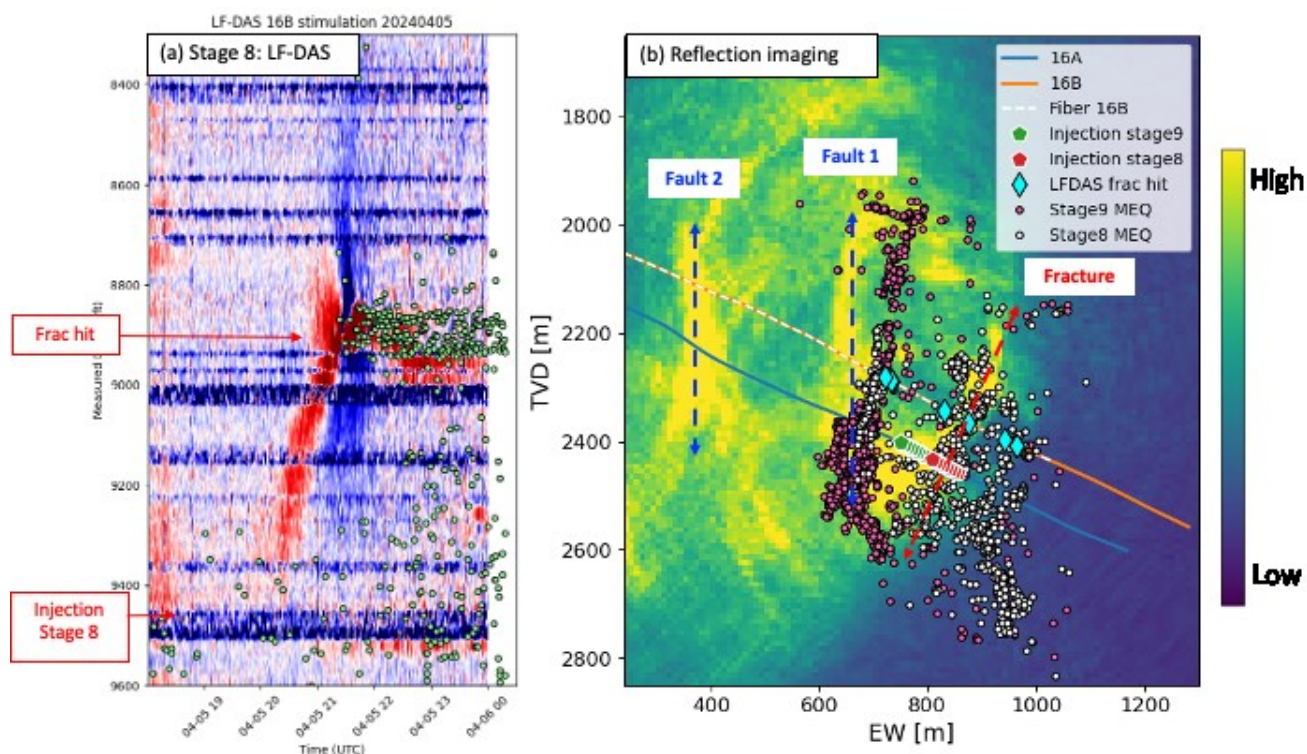 LF-DAS 16B stimulation 20240405
(a) Stage 8: LF-DAS
8400
8600
8800
9000
9200
9400
9600
Measured
Frac hit
Injection
Stage 8
04-05 19
04-05 20
04-05 21
04-05 22
04-05 23
04-06 00
Time (UTC)
(b) Reflection imaging
16A
16B
Fiber 16B
Injection stage9
Injection stage8
LFDAS frac hit
Stage9 MEQ
Stage8 MEQ
Fault 2
Fault 1
Fracture
1800
2000
2200
2400
2600
2800
TVD [m]
400
600
800
1000
1200
EW [m]
High
Low